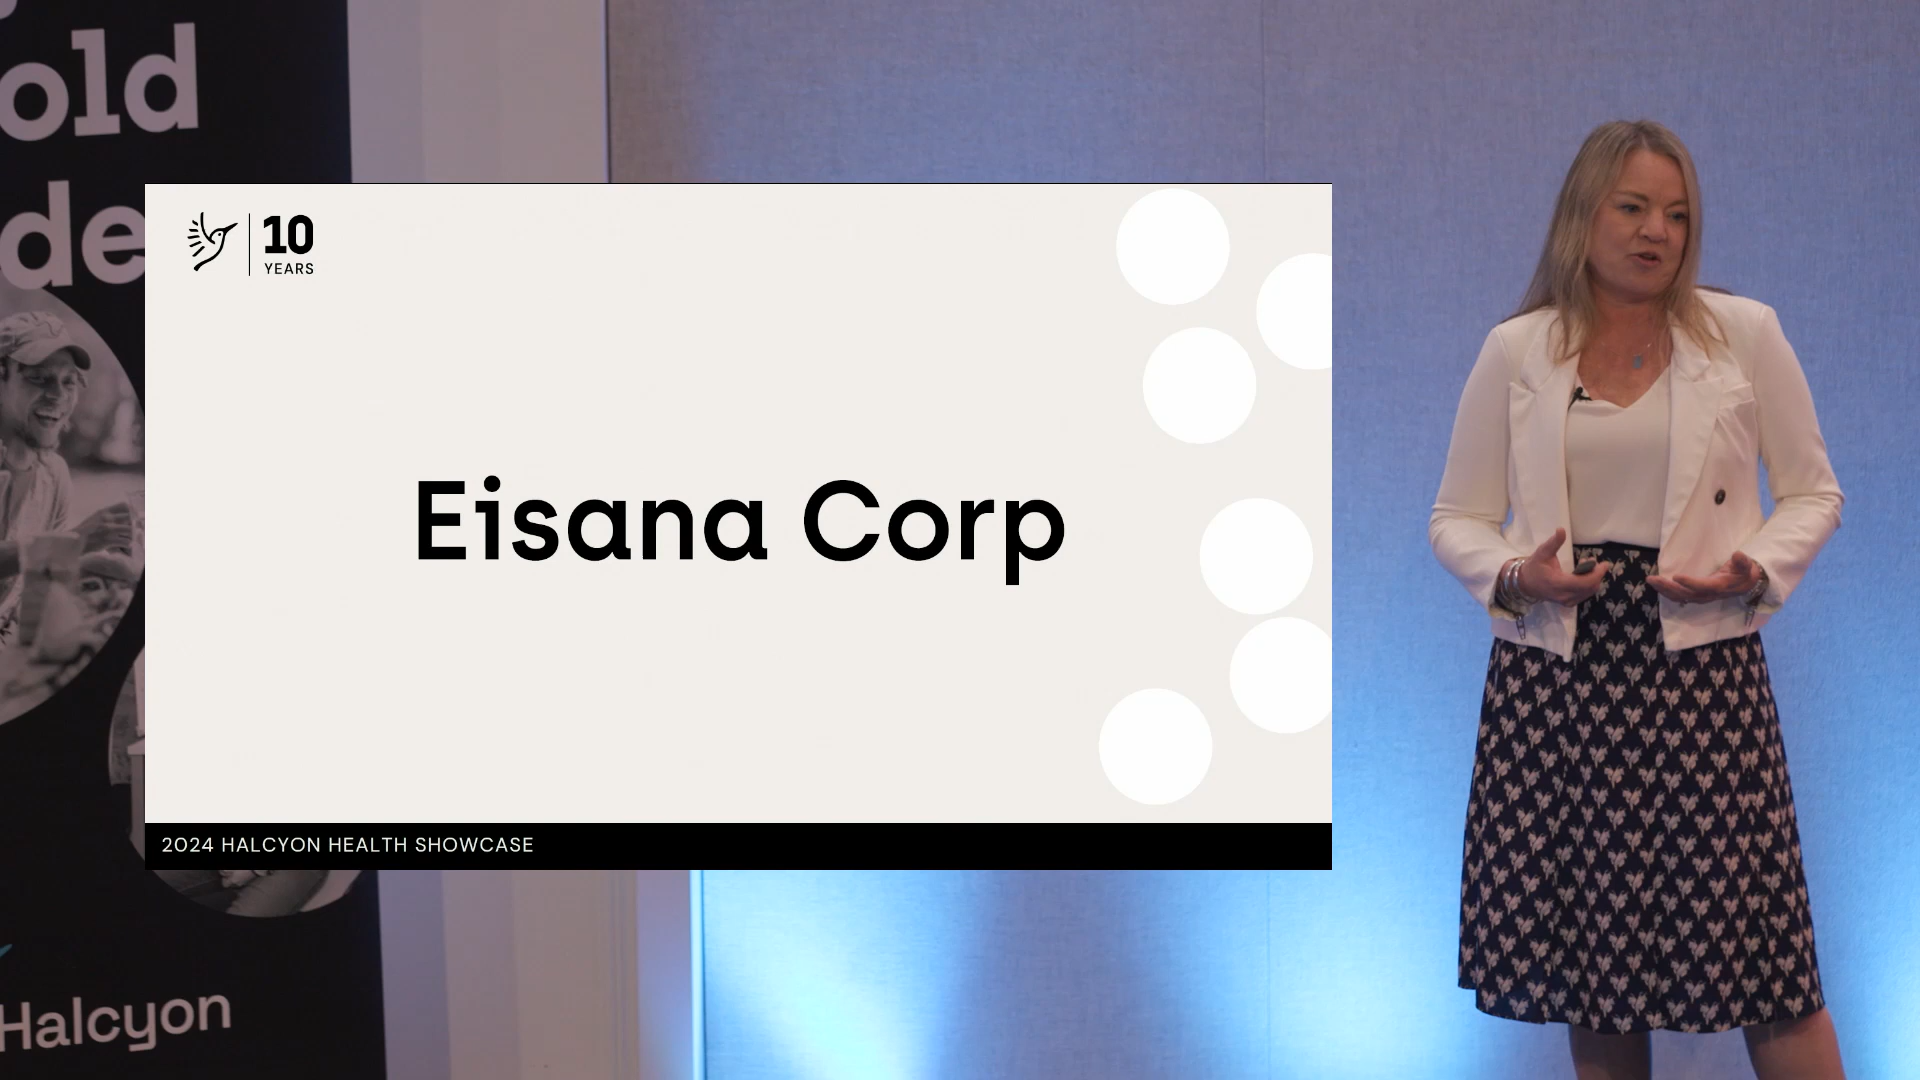 old
de
10
YEARS
Eisana Corp
2024 HALCYON HEALTH SHOWCASE
Halcyon